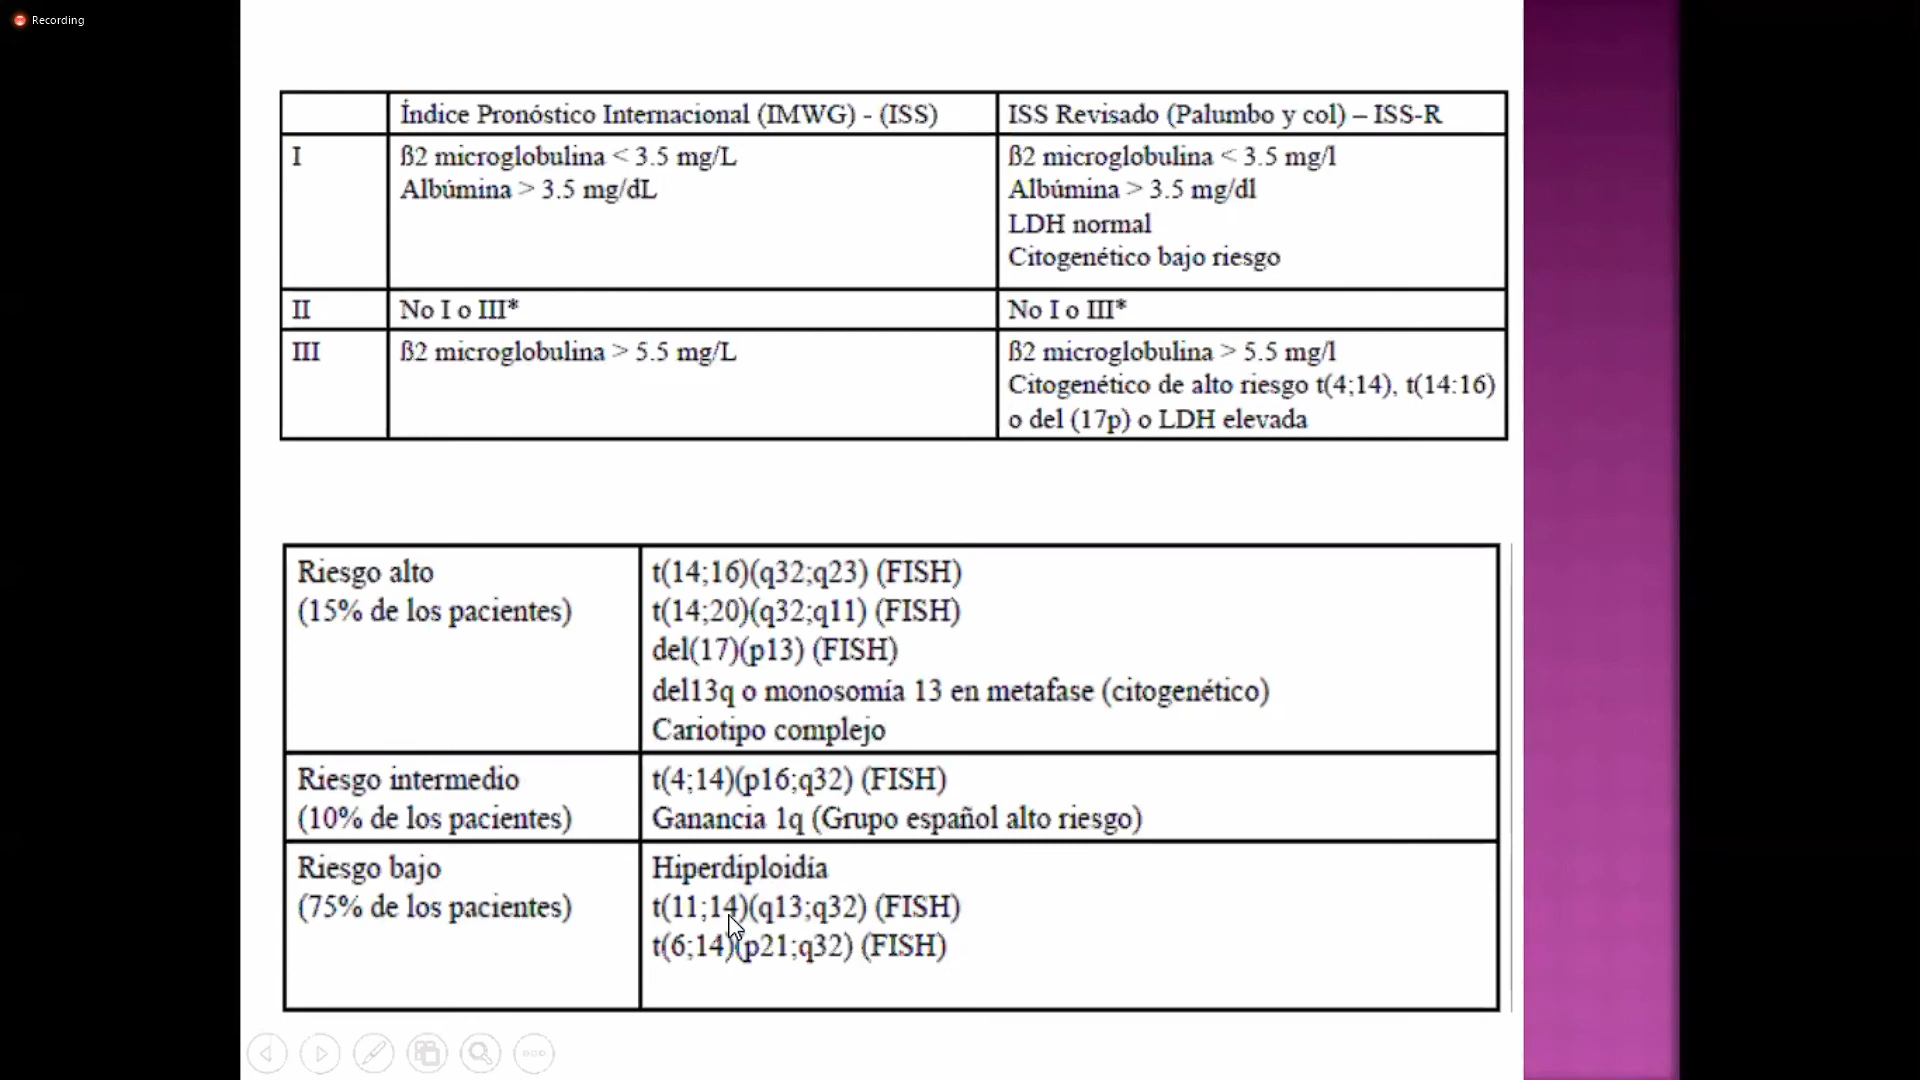 Recording
Índice Pronóstico Internacional (IMWG) - (ISS)
ISS Revisado (Palumbo y col) – ISS-R
I
ß2 microglobulina < 3.5 mg/L
Albúmina > 3.5 mg/dL
ß2 microglobulina < 3.5 mg/l
Albúmina > 3.5 mg/dl
LDH normal
Citogenético bajo riesgo
II
No I o III*
No I o III*
III
ß2 microglobulina > 5.5 mg/L
ß2 microglobulina > 5.5 mg/l
Citogenético de alto riesgo t(4;14), t(14:16)
o del (17p) o LDH elevada
Riesgo alto
(15% de los pacientes)
t(14;16)(q32;q23) (FISH)
t(14;20)(q32;q11) (FISH)
del(17)(p13) (FISH)
del13q o monosomía 13 en metafase (citogenético)
Cariotipo complejo
Riesgo intermedio
(10% de los pacientes)
t(4;14)(p16;q32) (FISH)
Ganancia 1q (Grupo español alto riesgo)
Riesgo bajo
(75% de los pacientes)
Hiperdiploidía
t(11;14)(q13;q32) (FISH)
t(6;14)(p21;q32) (FISH)